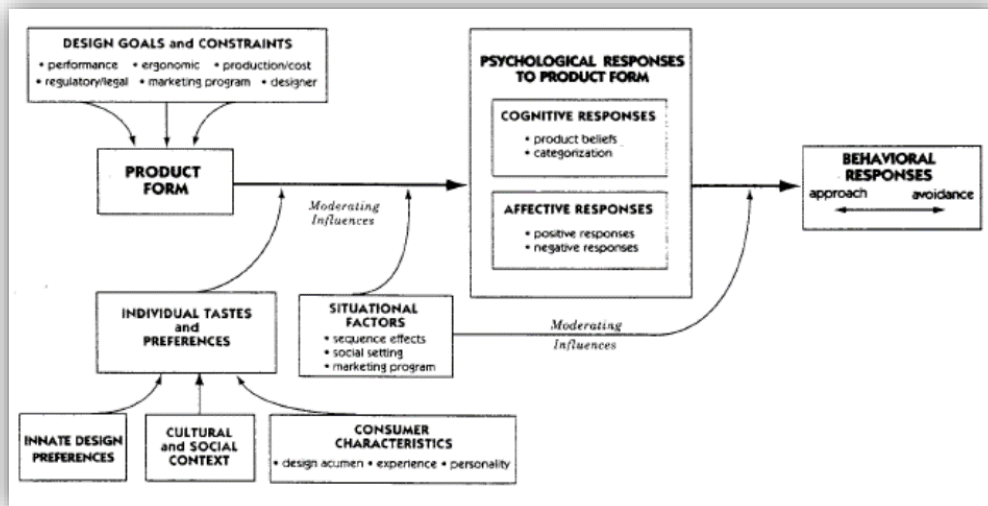 DESIGN GOALS and CONSTRAINTS
• performance • ergonomic • production/cost
• regulatory/legal • marketing program • designer
PRODUCT
FORM
Moderating
Influences
PSYCHOLOGICAL RESPONSES
TO PRODUCT FORM
COGNITIVE RESPONSES
• product beliefs
• categorization
AFFECTIVE RESPONSES
• positive responses
• negative responses
BEHAVIORAL
RESPONSES
approach avoidance
INDIVIDUAL TASTES
and
PREFERENCES
SITUATIONAL
FACTORS
• sequence effects
• social setting
• marketing program
Moderating
Influences
INNATE DESIGN
PREFERENCES
CULTURAL
and SOCIAL
CONTEXT
CONSUMER
CHARACTERISTICS
• design acumen • experience • personality